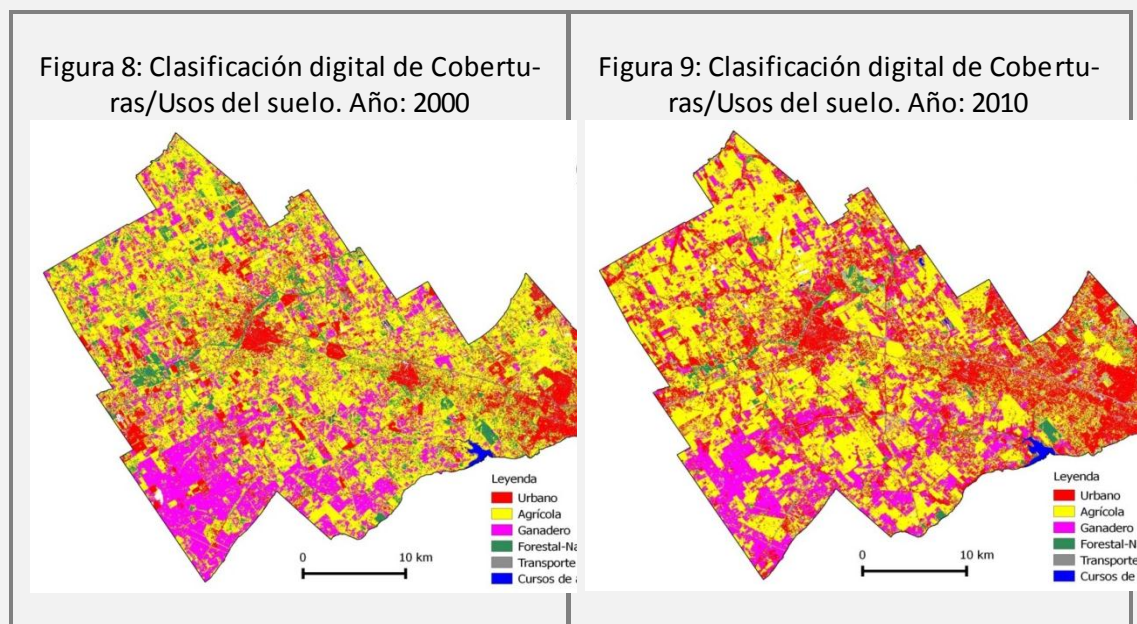 Figura 8: Clasificación digital de Cobertu-
ras/Usos del suelo. Año: 2000
Leyenda
Urbano
Agrícola
Ganadero
Forestal-Na
Transporte
Cursos de
0 10 km
Figura 9: Clasificación digital de Cobertu-
ras/Usos del suelo. Año: 2010
Leyenda
Urbano
Agrícola
Ganadero
Forestal-N
Transporte
Cursos de
0 10 km